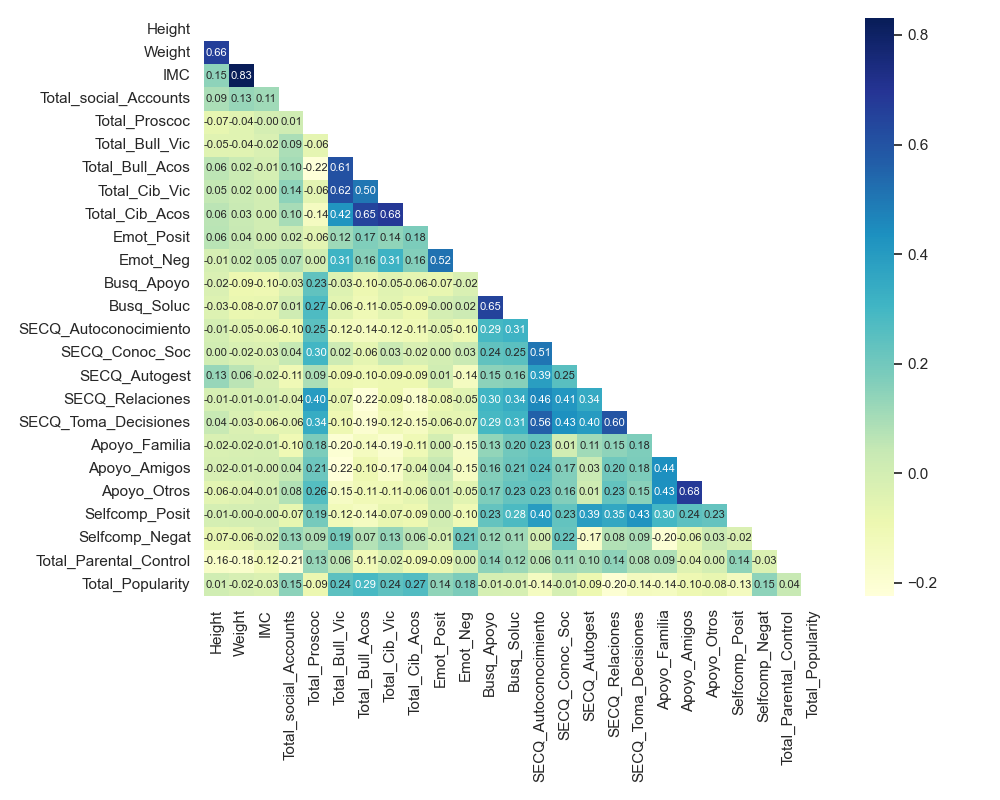 Height
Weight 0.66
IMC 0.15 0.83
Total_social_Accounts 0.09 0.13 0.11
Total_Proscoc -0.07 -0.04 -0.00 0.01
Total_Bull_Vic -0.05 -0.04 -0.02 0.09 -0.06
Total_Bull_Acos 0.06 0.02 -0.01 0.10 -0.22 0.61
Total_Cib_Vic 0.05 0.02 0.00 0.14 -0.06 0.62 0.50
Total_Cib_Acos 0.06 0.03 0.00 0.10 -0.14 0.42 0.65 0.68
Emot_Posit 0.06 0.04 0.00 0.02 -0.06 0.12 0.17 0.14 0.18
Emot_Neg -0.01 0.02 0.05 0.07 0.00 0.31 0.16 0.31 0.16 0.52
Busq_Apoyo -0.02 -0.09 -0.10 -0.03 0.23 -0.03 -0.10 -0.05 -0.06 -0.07 -0.02
Busq_Soluc -0.03 -0.08 -0.07 0.01 0.27 -0.06 -0.11 -0.05 -0.09 -0.00 0.02 0.65
SECQ_Autoconocimiento -0.01 -0.05 -0.06 -0.10 0.25 -0.12 -0.14 -0.12 -0.11 -0.05 -0.10 0.29 0.31
SECQ_Conoc_Soc 0.00 -0.02 -0.03 0.04 0.30 0.02 -0.06 0.03 -0.02 0.00 0.03 0.24 0.25 0.51
SECQ_Autogest 0.13 0.06 -0.02 -0.11 0.09 -0.09 -0.10 -0.09 -0.09 0.01 -0.14 0.15 0.16 0.39 0.25
SECQ_Relaciones -0.01 -0.01 -0.01 -0.04 0.40 -0.07 -0.22 -0.09 -0.18 -0.08 -0.05 0.30 0.34 0.46 0.41 0.34
SECQ_Toma_Decisiones 0.04 -0.03 -0.06 -0.06 0.34 -0.10 -0.19 -0.12 -0.15 -0.06 -0.07 0.29 0.31 0.56 0.43 0.40 0.60
Apoyo_Familia -0.02 -0.02 -0.01 -0.10 0.18 -0.20 -0.14 -0.19 -0.11 0.00 -0.15 0.13 0.20 0.23 0.01 0.11 0.15 0.18
Apoyo_Amigos -0.02 -0.01 -0.00 0.04 0.21 -0.22 -0.10 -0.17 -0.04 0.04 -0.15 0.16 0.21 0.24 0.17 0.03 0.20 0.18 0.44
Apoyo_Otros -0.06 -0.04 -0.01 0.08 0.26 -0.15 -0.11 -0.11 -0.06 0.01 -0.05 0.17 0.23 0.23 0.16 0.01 0.23 0.15 0.43 0.68
Selfcomp_Posit -0.01 -0.00 -0.00 -0.07 0.19 -0.12 -0.14 -0.07 -0.09 0.00 -0.10 0.23 0.28 0.40 0.23 0.39 0.35 0.43 0.30 0.24 0.23
Selfcomp_Negat -0.07 -0.06 -0.02 0.13 0.09 0.19 0.07 0.13 0.06 -0.01 0.21 0.12 0.11 0.00 0.22 -0.17 0.08 0.09 -0.20 -0.06 0.03 -0.02
Total_Parental_Control -0.16 -0.18 -0.12 -0.21 0.13 0.06 -0.11 -0.02 -0.09 -0.09 0.00 0.14 0.12 0.06 0.11 0.10 0.14 0.08 0.09 -0.04 0.00 0.14 -0.03
Total_Popularity 0.01 -0.02 -0.03 0.15 -0.09 0.24 0.29 0.24 0.27 0.14 0.18 -0.01 -0.01 -0.14 -0.01 -0.09 -0.20 -0.14 -0.14 -0.10 -0.08 -0.13 0.15 0.04
Height
Weight
IMC
Total_social_Accounts
Total_Proscoc
Total_Bull_Vic
Total_Bull_Acos
Total_Cib_Vic
Total_Cib_Acos
Emot_Posit
Emot_Neg
Busq_Apoyo
Busq_Soluc
SECQ_Autoconocimiento
SECQ_Conoc_Soc
SECQ_Autogest
SECQ_Relaciones
SECQ_Toma_Decisiones
Apoyo_Familia
Apoyo_Amigos
Apoyo_Otros
Selfcomp_Posit
Selfcomp_Negat
Total_Parental_Control
Total_Popularity
0.8
0.6
0.4
0.2
0.0
−0.2